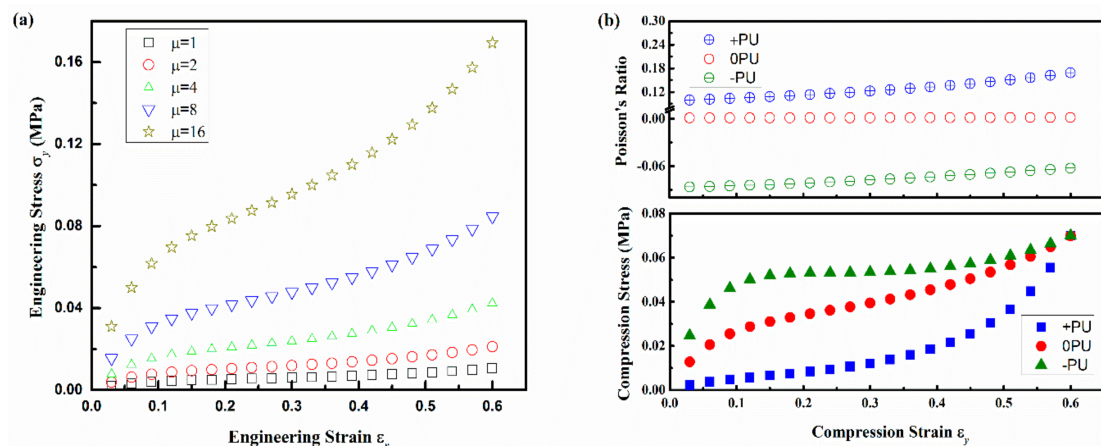 (a)
Engineering Stress σy (MPa)
0.16
0.12
0.08
0.04
0.00
μ=1
μ=2
μ=4
μ=8
μ=16
0.0 0.1 0.2 0.3 0.4 0.5 0.6
Engineering Strain εy
(b)
Poisson's Ratio
0.30
0.24
0.18
0.12
0.00
-0.06
+PU
0PU
-PU
Compression Stress (MPa)
0.08
0.06
0.04
0.02
0.00
+PU
0PU
-PU
0.0 0.1 0.2 0.3 0.4 0.5 0.6
Compression Strain εy